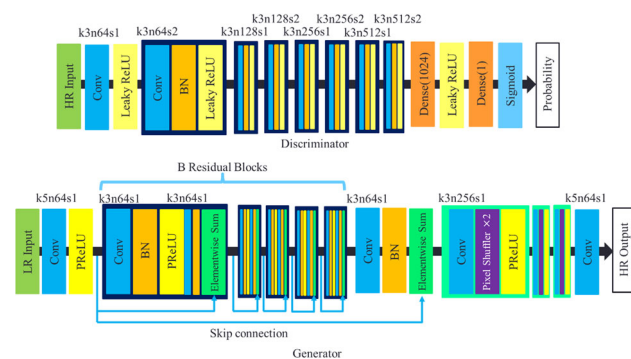 k3n64s1
k3n64s2
k3n128s1
k3n128s2
k3n256s1
k3n256s2
k3n512s1
k3n512s2
HR Input
Conv
Leaky ReLU
Conv
BN
Leaky ReLU
Dense(1024)
Leaky ReLU
Dense(1)
Sigmoid
Probability
Discriminator
B Residual Blocks
k5n64s1
k3n64s1
k3n64s1
k3n64s1
k3n256s1
k5n64s1
LR Input
Conv
PReLU
Conv
BN
PReLU
Elementwise Sum
Conv
BN
Elementwise Sum
Conv
Pixel Shuffler ×2
PReLU
Conv
HR Output
Skip connection
Generator